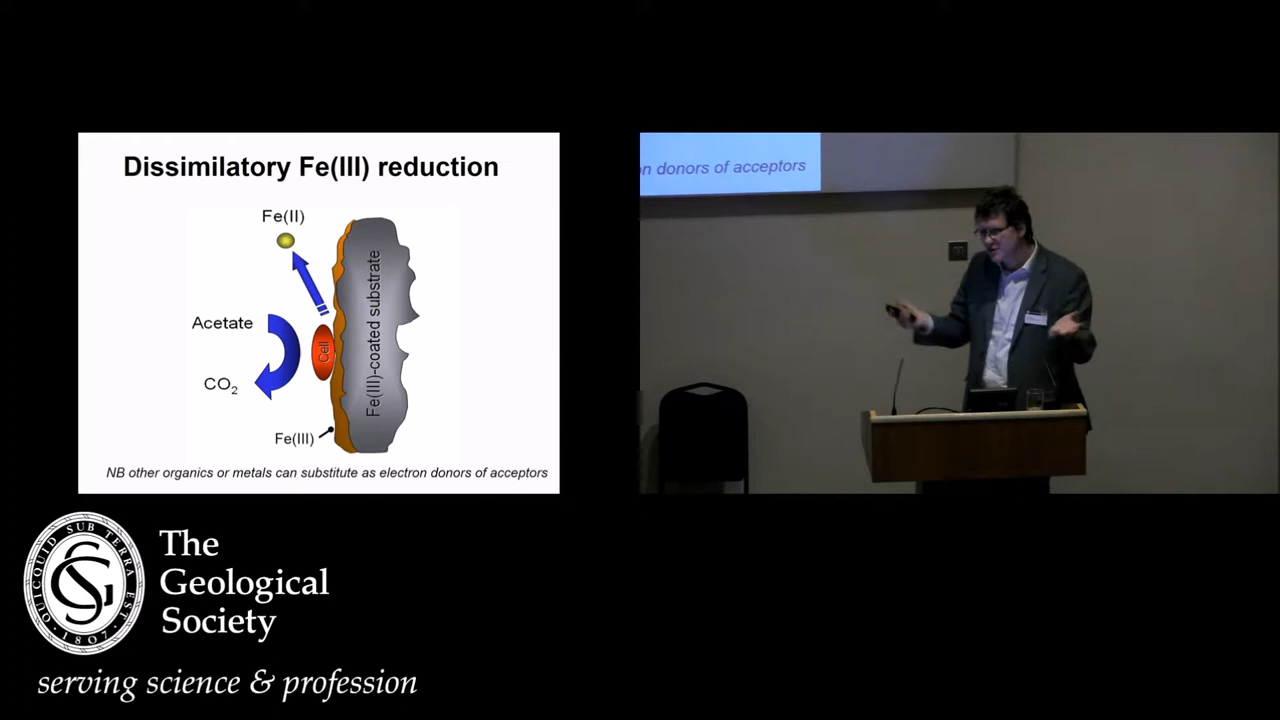 Dissimilatory Fe(III) reduction
Fe(II)
Acetate
CO₂
Cell
Fe(III)-coated substrate
Fe(III)
NB other organics or metals can substitute as electron donors of acceptors
n donors of acceptors
QUICQUID SUB TERRA EST
1807
GS
The
Geological
Society
serving science & profession